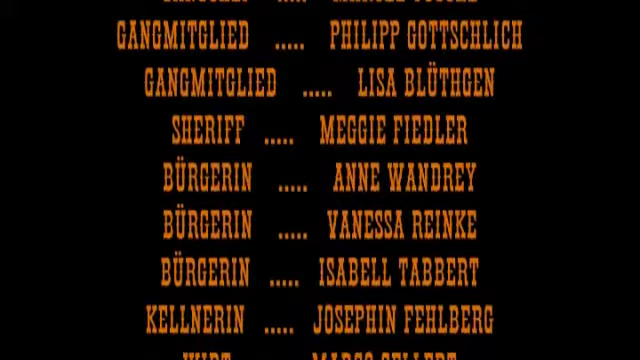 GANGMITGLIED ..... PHILIPP GOTTSCHLICH
GANGMITGLIED ..... LISA BLÜTHGEN
SHERIFF ..... MEGGIE FIEDLER
BÜRGERIN ..... ANNE WANDREY
BÜRGERIN ..... VANESSA REINKE
BÜRGERIN ..... ISABELL TABBERT
KELLNERIN ..... JOSEPHIN FEHLBERG